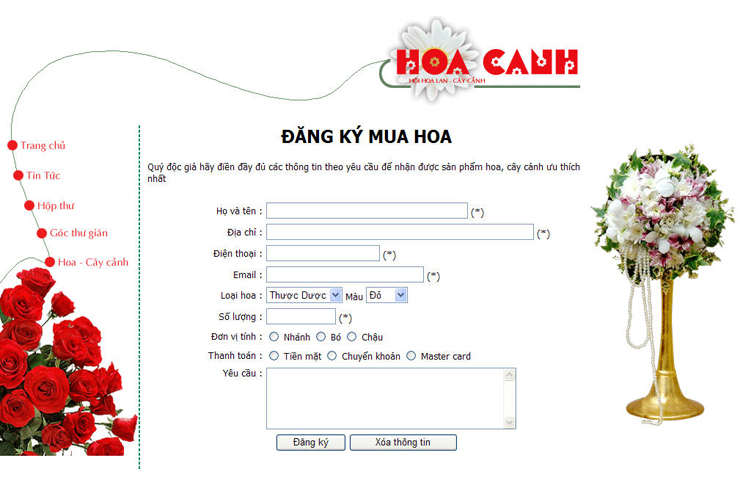 HOA CẢNH
HỘI HOA LAN - CÂY CẢNH
Trang chủ
Tin Tức
Hộp thư
Góc thư giãn
Hoa - Cây cảnh
ĐĂNG KÝ MUA HOA
Quý độc giả hãy điền đầy đủ các thông tin theo yêu cầu để nhận được sản phẩm hoa, cây cảnh ưu thích
nhất
Họ và tên : (*)
Địa chỉ : (*)
Điện thoại : (*)
Email : (*)
Loại hoa : Thược Dược Màu Đỏ
Số lượng : (*)
Đơn vị tính : Nhánh Bó Chậu
Thanh toán : Tiền mặt Chuyển khoản Master card
Yêu cầu :
Đăng ký Xóa thông tin